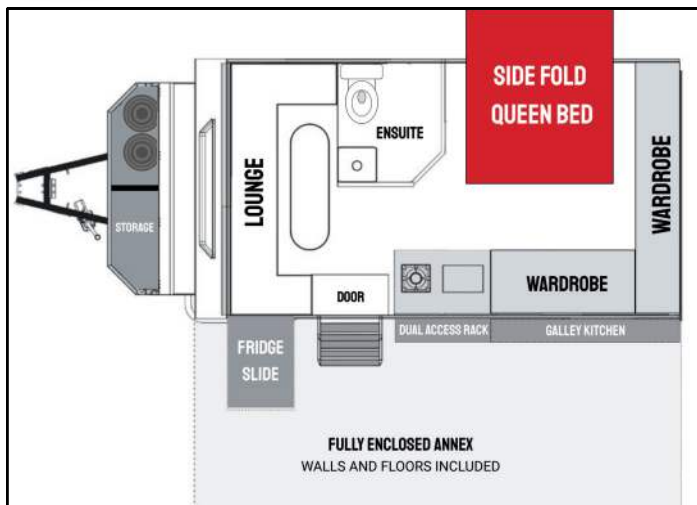 SIDE FOLD
QUEEN BED
ENSUITE
LOUNGE
WARDROBE
STORAGE
WARDROBE
DOOR
DUAL ACCESS RACK
GALLEY KITCHEN
FRIDGE
SLIDE
FULLY ENCLOSED ANNEX
WALLS AND FLOORS INCLUDED